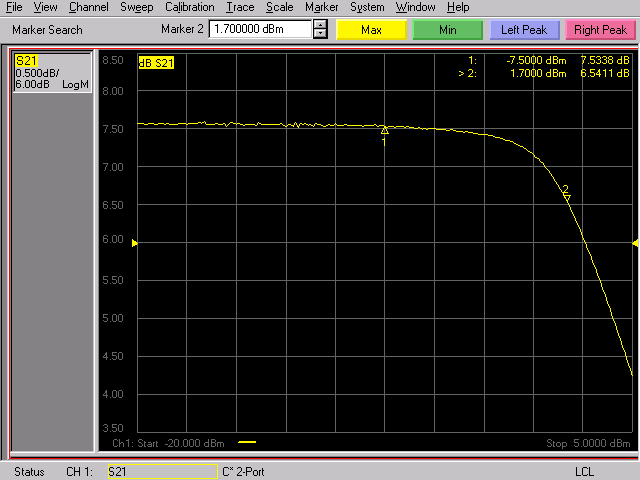 File View Channel Sweep Calibration Trace Scale Marker System Window Help
Marker Search Marker 2 1.700000 dBm Max Min Left Peak Right Peak
S21
0.500dB/
6.00dB LogM
dB S21
1: -7.5000 dBm 7.5338 dB
> 2: 1.7000 dBm 6.5411 dB
8.50
8.00
7.50
7.00
6.50
6.00
5.50
5.00
4.50
4.00
3.50
1
2
Ch1: Start -20.000 dBm
Stop 5.0000 dBm
Status CH 1: S21 C* 2-Port LCL